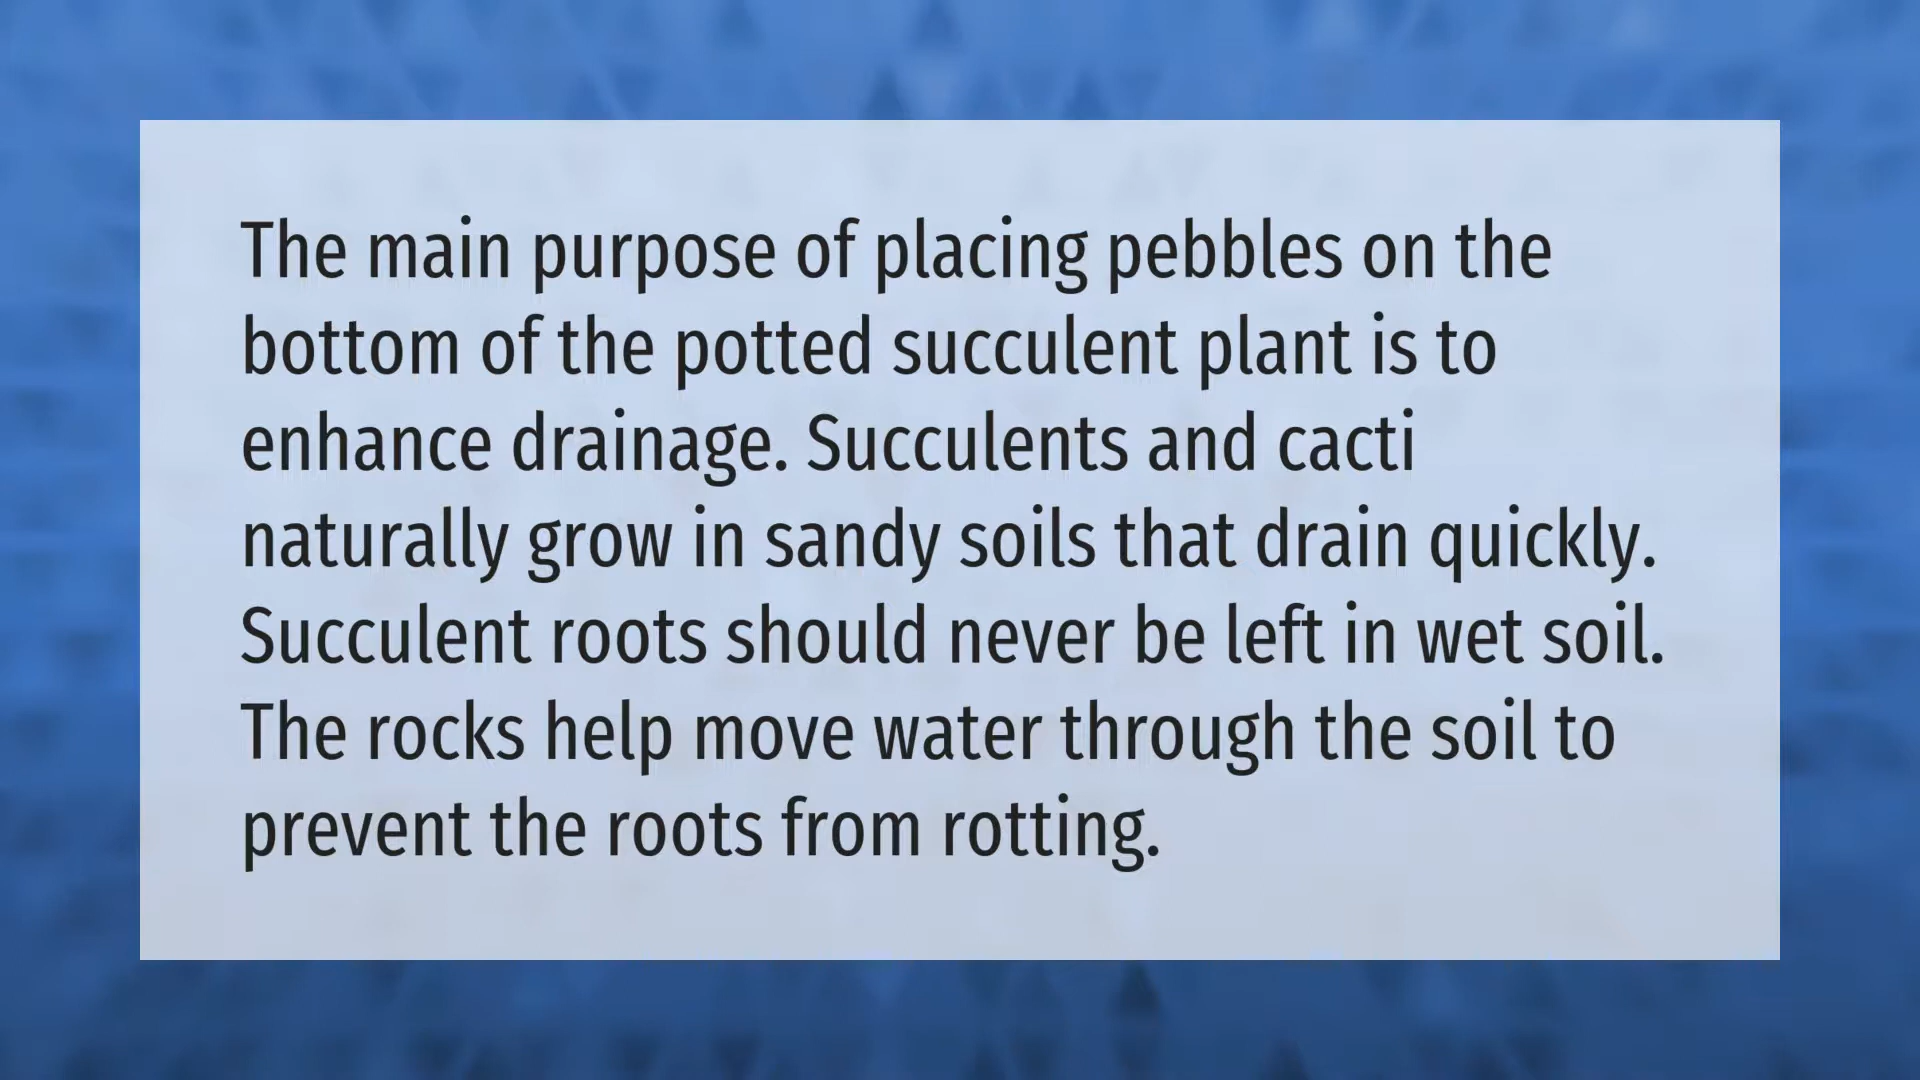 The main purpose of placing pebbles on the
bottom of the potted succulent plant is to
enhance drainage. Succulents and cacti
naturally grow in sandy soils that drain quickly.
Succulent roots should never be left in wet soil.
The rocks help move water through the soil to
prevent the roots from rotting.